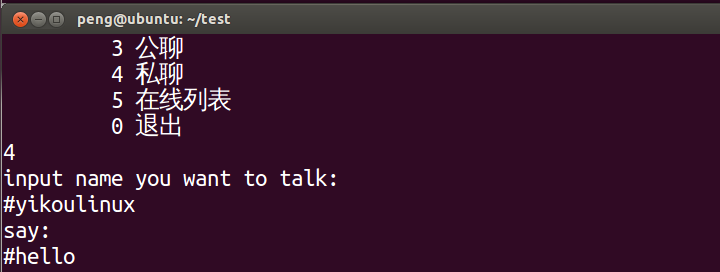 peng@ubuntu: ~/test
3 公聊
4 私聊
5 在线列表
0 退出
4
input name you want to talk:
#yikoulinux
say:
#hello